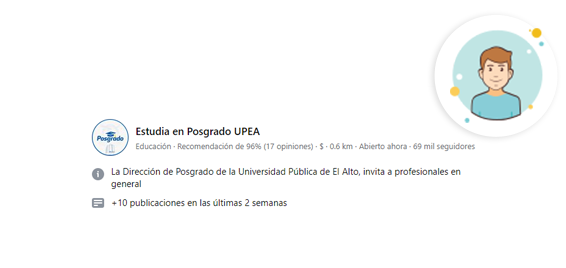 Posgrado
Estudia en Posgrado UPEA
Educación · Recomendación de 96% (17 opiniones) · $ · 0.6 km · Abierto ahora · 69 mil seguidores
La Dirección de Posgrado de la Universidad Pública de El Alto, invita a profesionales en
general
+10 publicaciones en las últimas 2 semanas